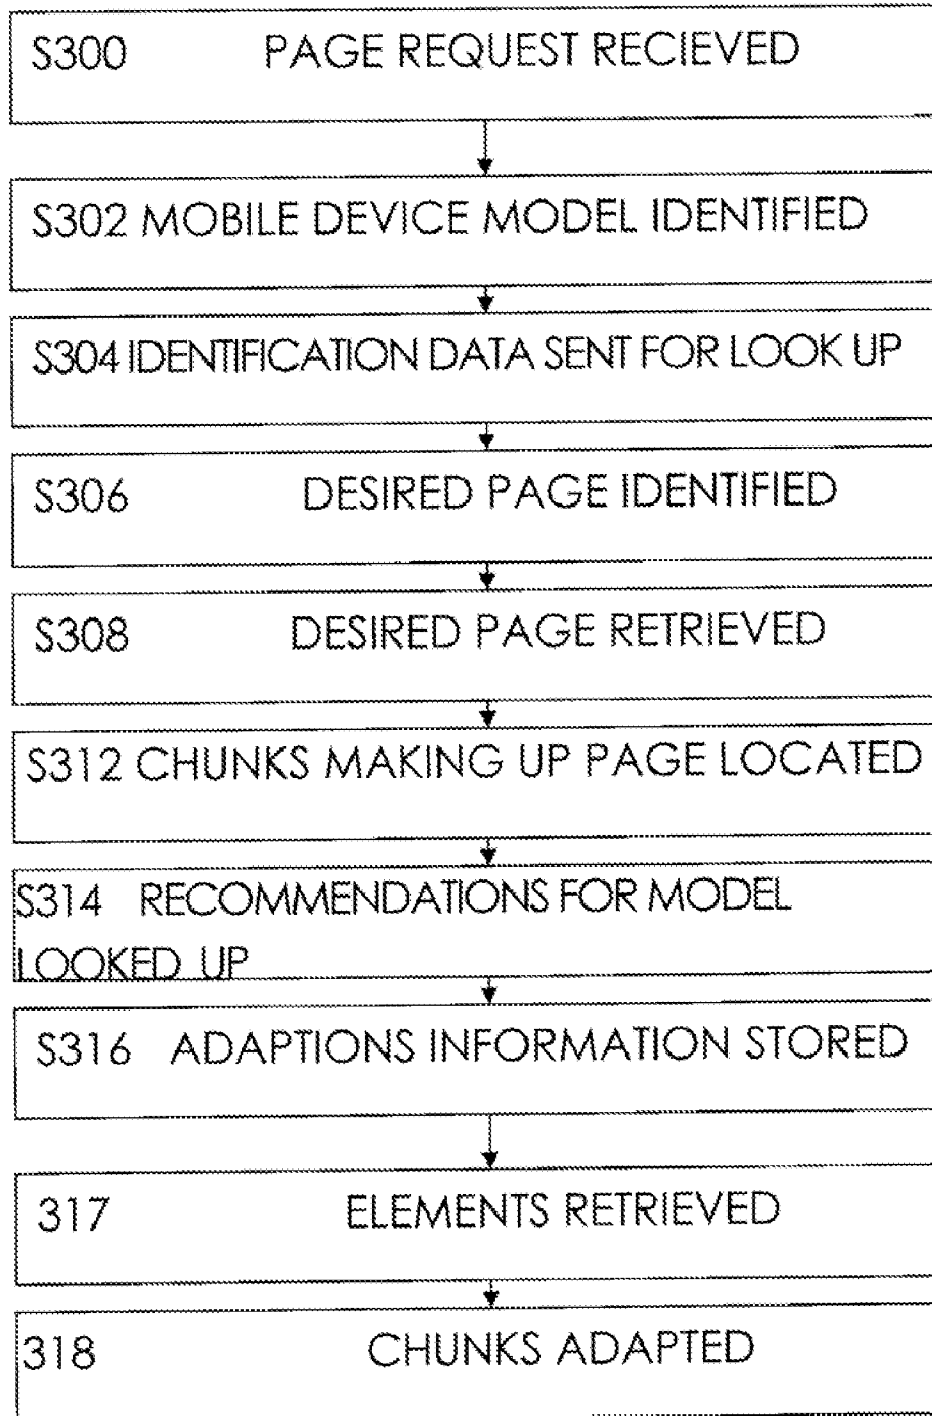 S300 PAGE REQUEST RECIEVED
S302 MOBILE DEVICE MODEL IDENTIFIED
S304 IDENTIFICATION DATA SENT FOR LOOK UP
S306 DESIRED PAGE IDENTIFIED
S308 DESIRED PAGE RETRIEVED
S312 CHUNKS MAKING UP PAGE LOCATED
S314 RECOMMENDATIONS FOR MODEL
LOOKED UP
S316 ADAPTIONS INFORMATION STORED
317 ELEMENTS RETRIEVED
318 CHUNKS ADAPTED